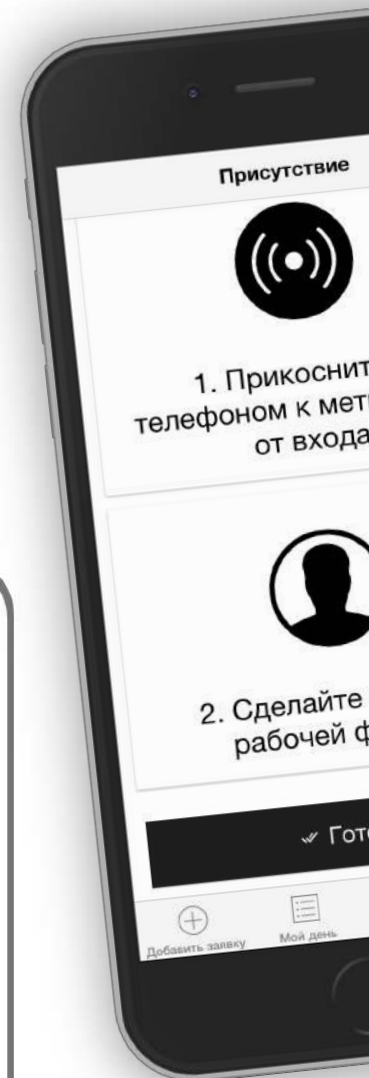 Присутствие
1. Прикоснит
телефоном к мет
от входа
2. Сделайте
рабочей ф
Гото
Добавить заявку
Мой день